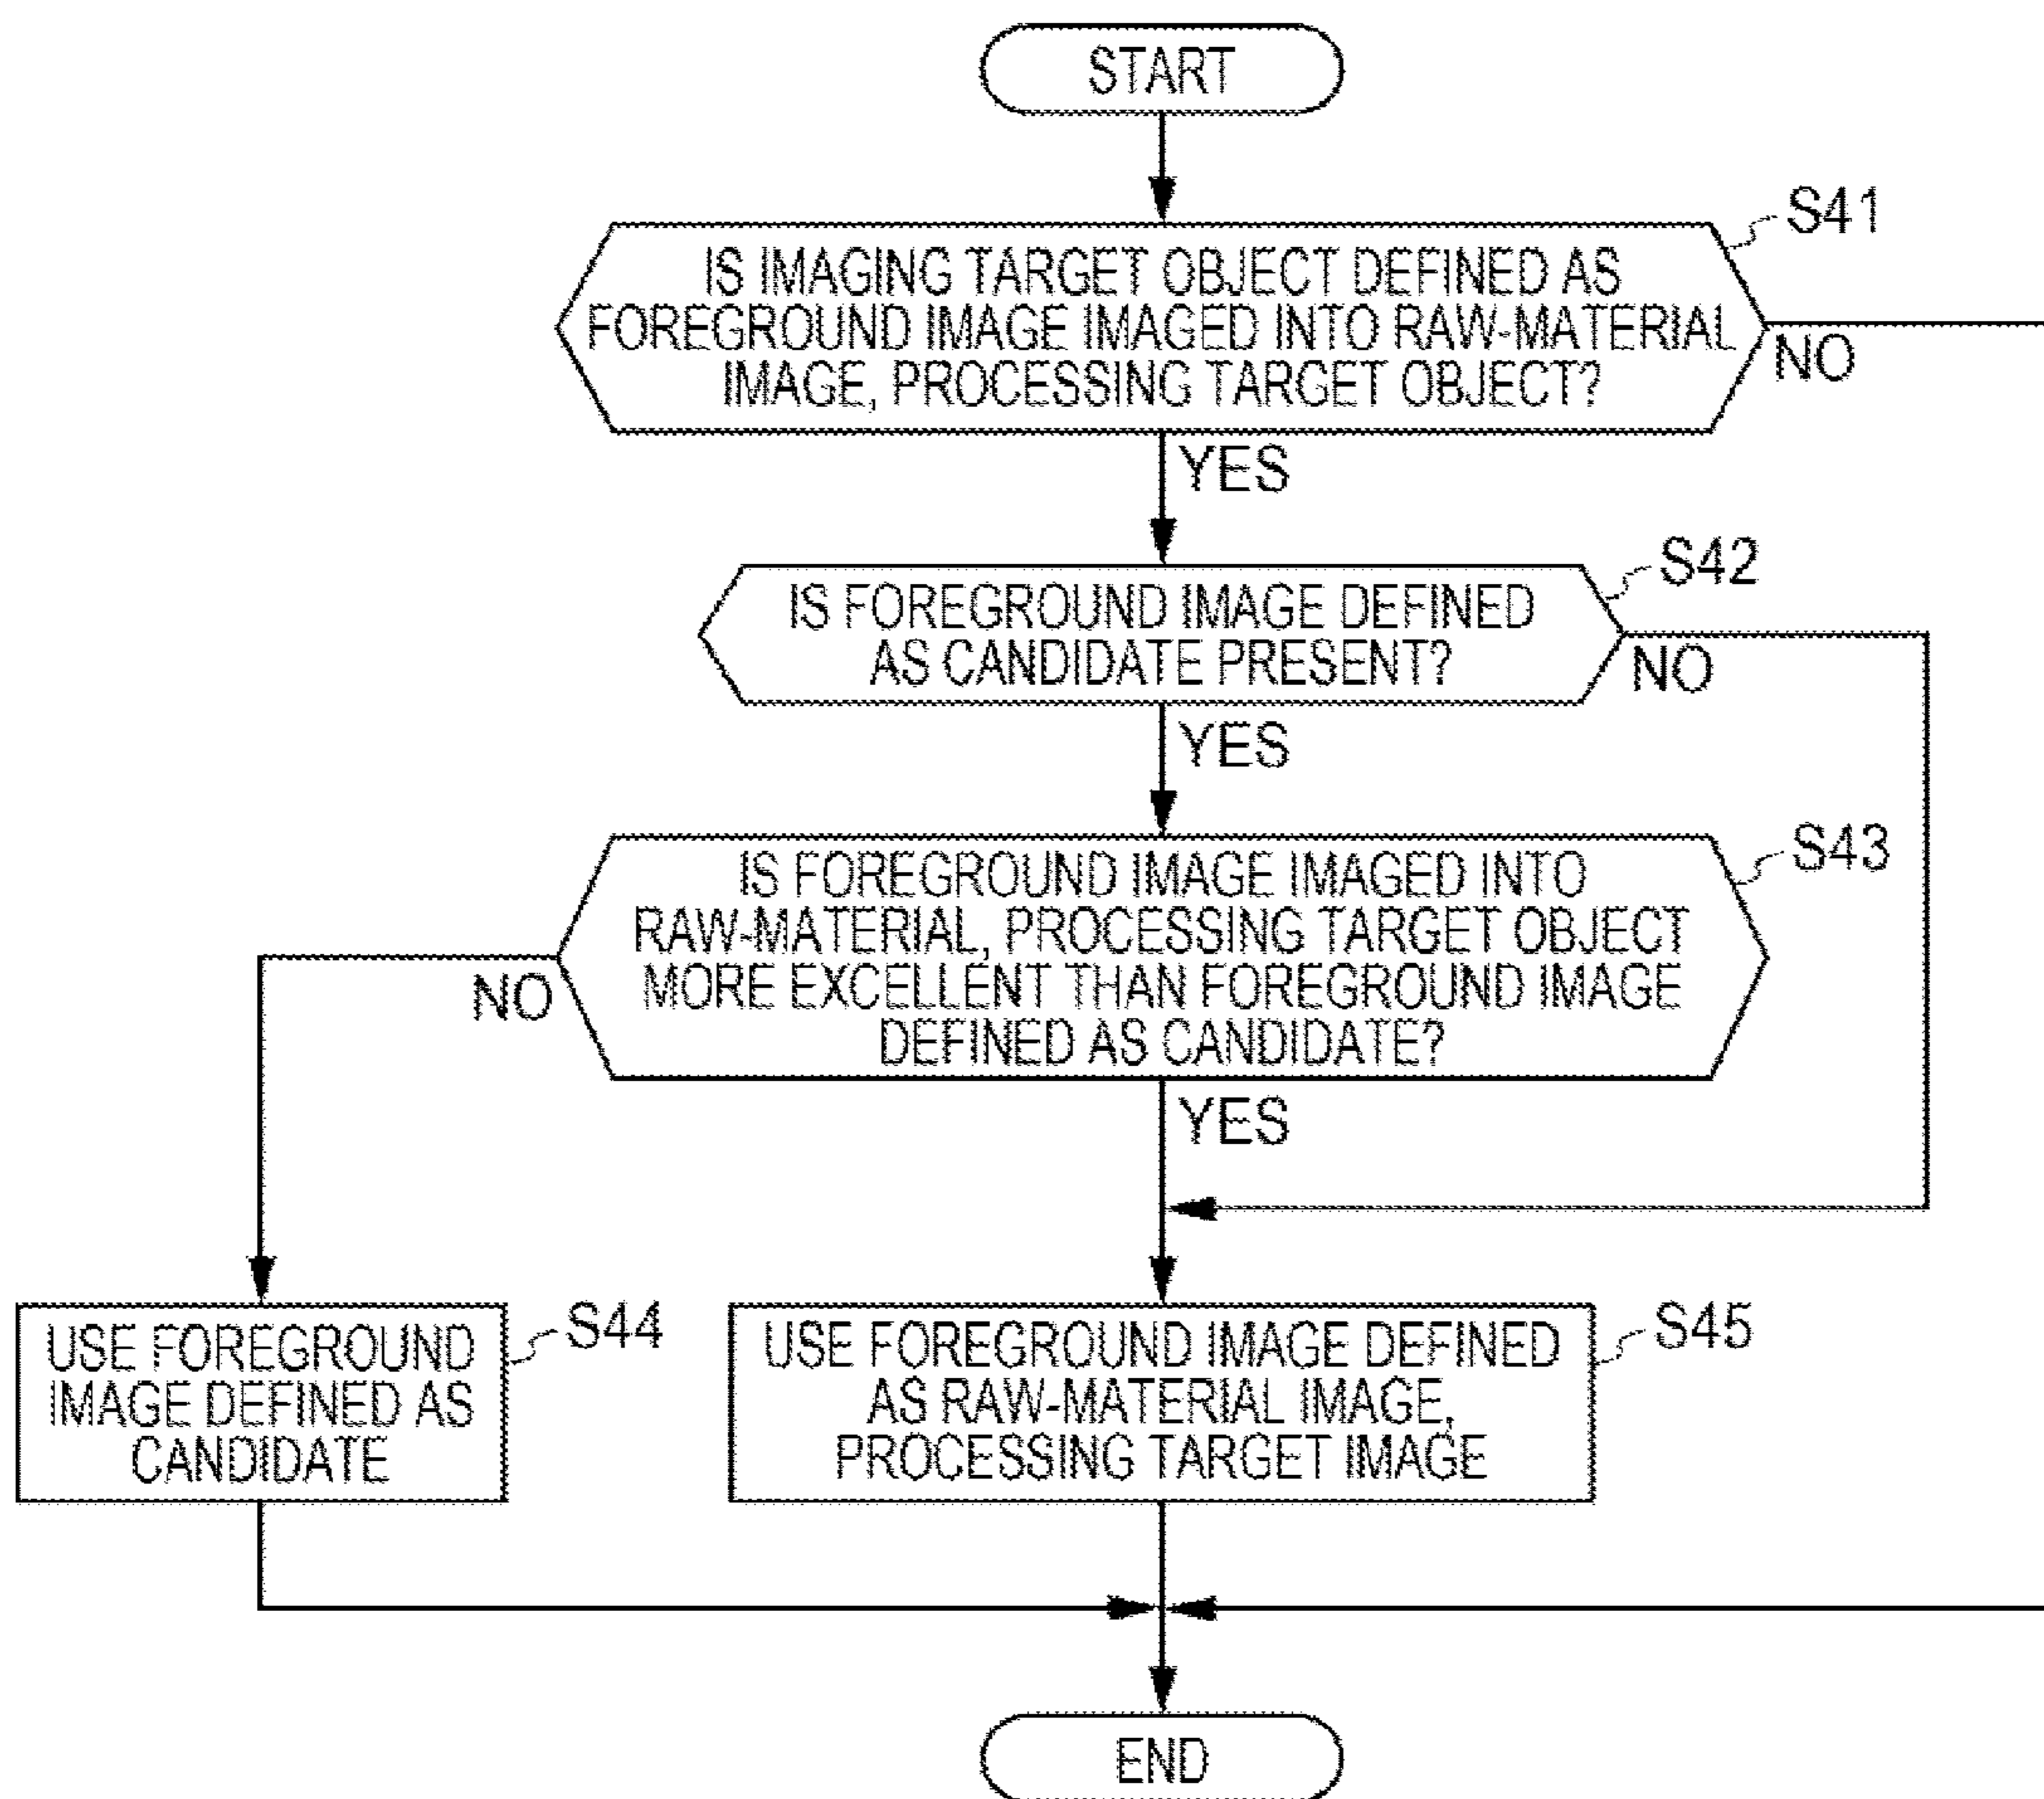 START
S41
IS IMAGING TARGET OBJECT DEFINED AS
FOREGROUND IMAGE IMAGED INTO RAW-MATERIAL
IMAGE, PROCESSING TARGET OBJECT?
NO
YES
S42
IS FOREGROUND IMAGE DEFINED
AS CANDIDATE PRESENT?
NO
YES
S43
IS FOREGROUND IMAGE IMAGED INTO
RAW-MATERIAL, PROCESSING TARGET OBJECT
MORE EXCELLENT THAN FOREGROUND IMAGE
DEFINED AS CANDIDATE?
NO
YES
S44
USE FOREGROUND
IMAGE DEFINED AS
CANDIDATE
S45
USE FOREGROUND IMAGE DEFINED
AS RAW-MATERIAL IMAGE,
PROCESSING TARGET IMAGE
END